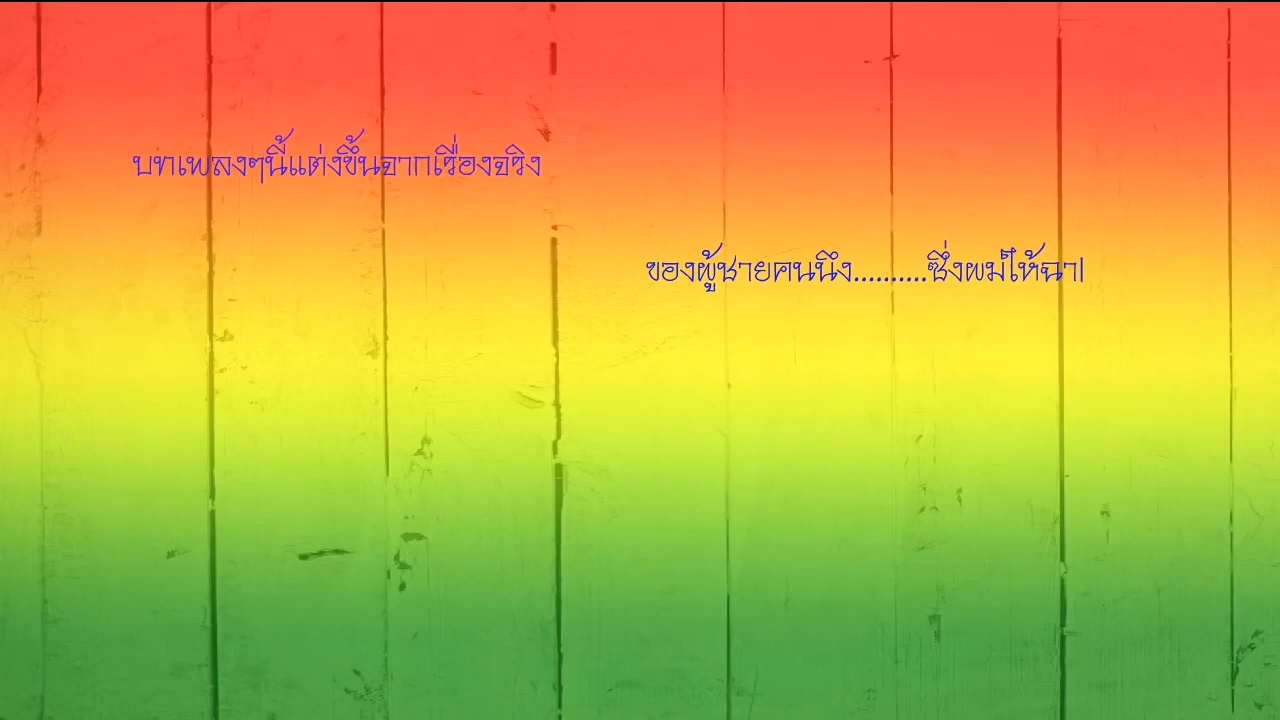 บทเพลงๆนี้แต่งขึ้นจากเรื่องจริง
ของผู้ชายคนนึง..........ซึ่งผมให้ฉา